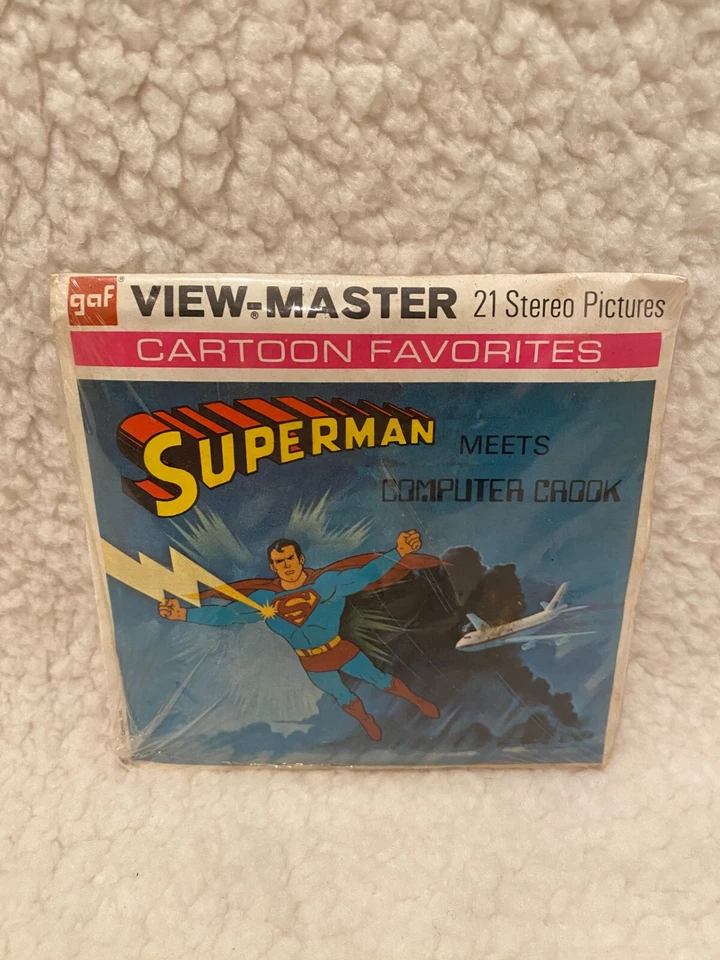 gaf® VIEW-MASTER® 21 Stereo Pictures
CARTOON FAVORITES
SUPERMAN MEETS
COMPUTER CROOK
S